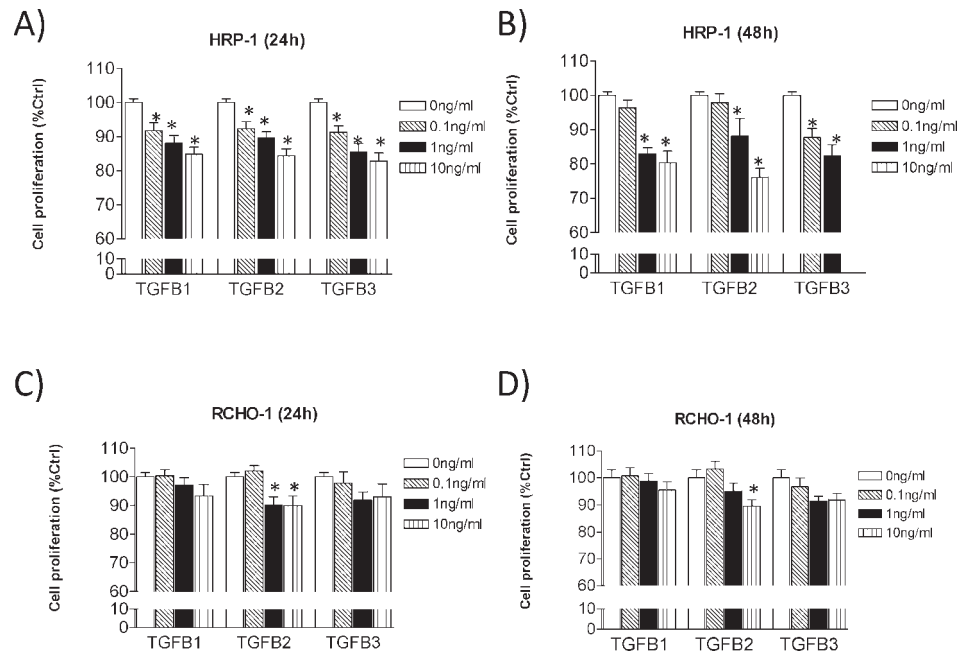 A)
HRP-1 (24h)
Cell proliferation (%Ctrl)
110
100
90
80
70
60
10
0
* * *
* * *
* * *
TGFB1 TGFB2 TGFB3
0ng/ml
0.1ng/ml
1ng/ml
10ng/ml
B)
HRP-1 (48h)
Cell proliferation (%Ctrl)
110
100
90
80
70
60
10
0
* *
* *
* *
TGFB1 TGFB2 TGFB3
0ng/ml
0.1ng/ml
1ng/ml
10ng/ml
C)
RCHO-1 (24h)
Cell proliferation (%Ctrl)
110
100
90
80
70
60
10
0
* *
TGFB1 TGFB2 TGFB3
0ng/ml
0.1ng/ml
1ng/ml
10ng/ml
D)
RCHO-1 (48h)
Cell proliferation (%Ctrl)
110
100
90
80
70
60
10
0
*
TGFB1 TGFB2 TGFB3
0ng/ml
0.1ng/ml
1ng/ml
10ng/ml